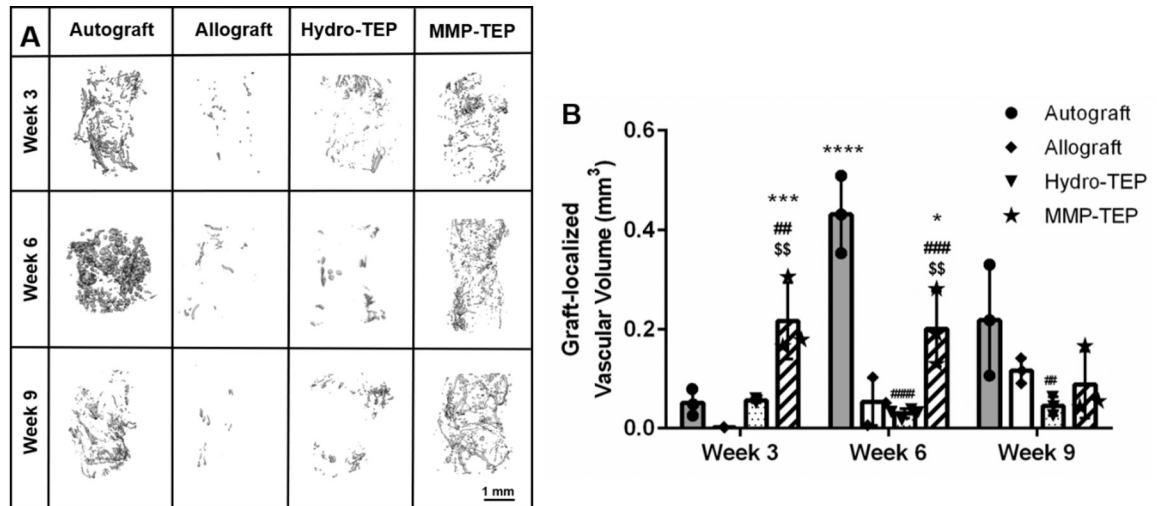 A
Autograft
Allograft
Hydro-TEP
MMP-TEP
Week 3
Week 6
Week 9
1 mm
B
Graft-localized
Vascular Volume (mm³)
0.6
0.4
0.2
0.0
***
##
$$
****
####
*
###
$$
##
Week 3
Week 6
Week 9
Autograft
Allograft
Hydro-TEP
MMP-TEP